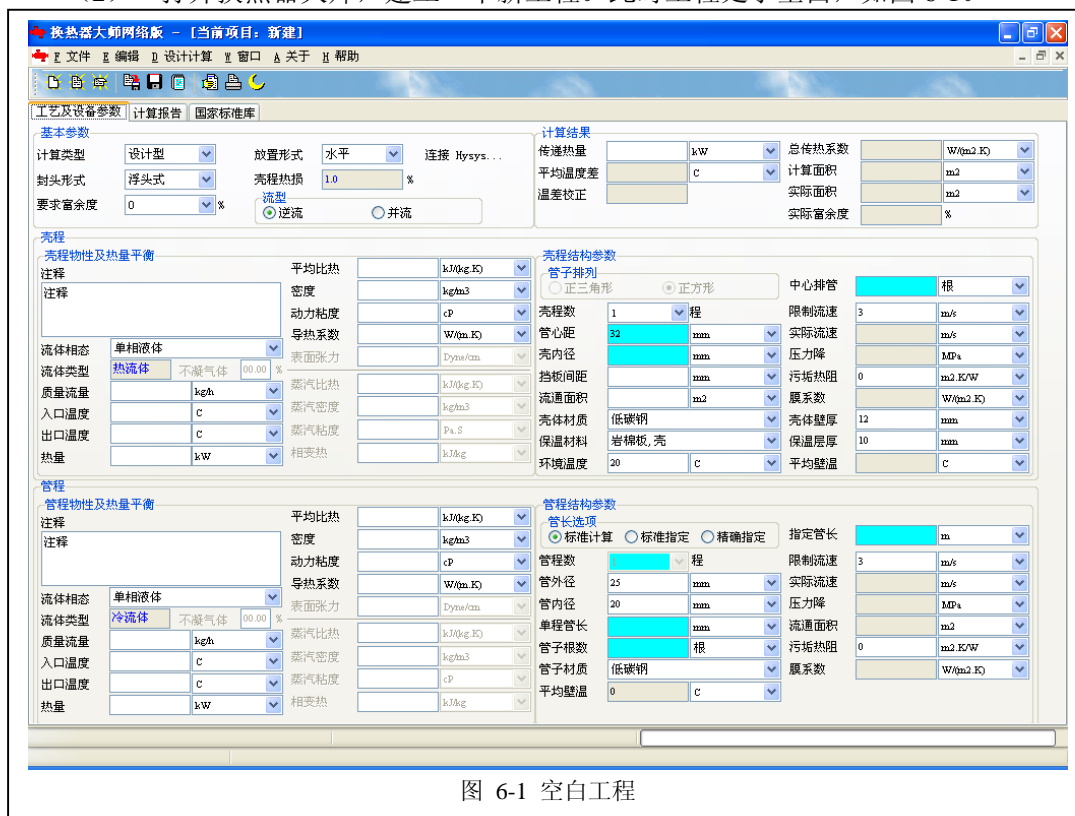 换热器大师网络版 - [当前项目: 新建]
F 文件 E 编辑 D 设计计算 W 窗口 A 关于 H 帮助
工艺及设备参数 计算报告 国家标准库
基本参数
计算类型 设计型 放置形式 水平 连接 Hysys...
封头形式 浮头式 壳程热损 1.0 %
要求富余度 0 % 流型
逆流 并流
计算结果
传递热量 kW 总传热系数 W/(m2.K)
平均温度差 C 计算面积 m2
温差校正 实际面积 m2
实际富余度 %
壳程
壳程物性及热量平衡
注释
注释
流体相态 单相液体
流体类型 热流体 不凝气体 00.00 %
质量流量 kg/h
入口温度 C
出口温度 C
热量 kW
平均比热 kJ/(kg.K)
密度 kg/m3
动力粘度 cP
导热系数 W/(m.K)
表面张力 Dyne/cm
蒸汽比热 kJ/(kg.K)
蒸汽密度 kg/m3
蒸汽粘度 Pa.S
相变热 kJ/kg
壳程结构参数
管子排列
正三角形 正方形
壳程数 1 程
管心距 32 mm
壳内径 mm
挡板间距 mm
流通面积 m2
壳体材质 低碳钢
保温材料 岩棉板,壳
环境温度 20 C
中心排管 根
限制流速 3 m/s
实际流速 m/s
压力降 MPa
污垢热阻 0 m2.K/W
膜系数 W/(m2.K)
壳体壁厚 12 mm
保温层厚 10 mm
平均壁温 C
管程
管程物性及热量平衡
注释
注释
流体相态 单相液体
流体类型 冷流体 不凝气体 00.00 %
质量流量 kg/h
入口温度 C
出口温度 C
热量 kW
平均比热 kJ/(kg.K)
密度 kg/m3
动力粘度 cP
导热系数 W/(m.K)
表面张力 Dyne/cm
蒸汽比热 kJ/(kg.K)
蒸汽密度 kg/m3
蒸汽粘度 cP
相变热 kJ/kg
管程结构参数
管长选项
标准计算 标准指定 精确指定
管程数 程
管外径 25 mm
管内径 20 mm
单程管长 mm
管子根数 根
管子材质 低碳钢
平均壁温 0 C
指定管长 m
限制流速 3 m/s
实际流速 m/s
压力降 MPa
流通面积 m2
污垢热阻 0 m2.K/W
膜系数 W/(m2.K)
图 6-1 空白工程